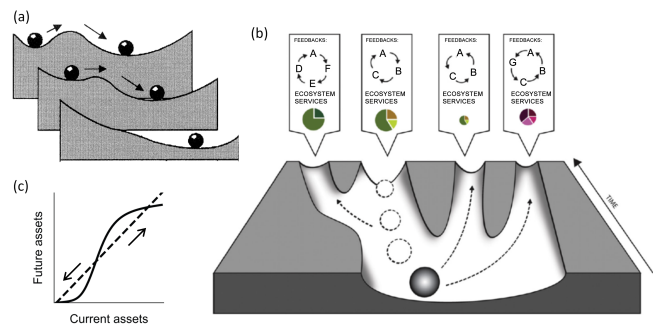 (a)
(b)
FEEDBACKS:
A
D F
E
ECOSYSTEM
SERVICES
FEEDBACKS:
A
C B
ECOSYSTEM
SERVICES
FEEDBACKS:
A
C B
ECOSYSTEM
SERVICES
FEEDBACKS:
A
G B
C
ECOSYSTEM
SERVICES
TIME
(c)
Future assets
Current assets